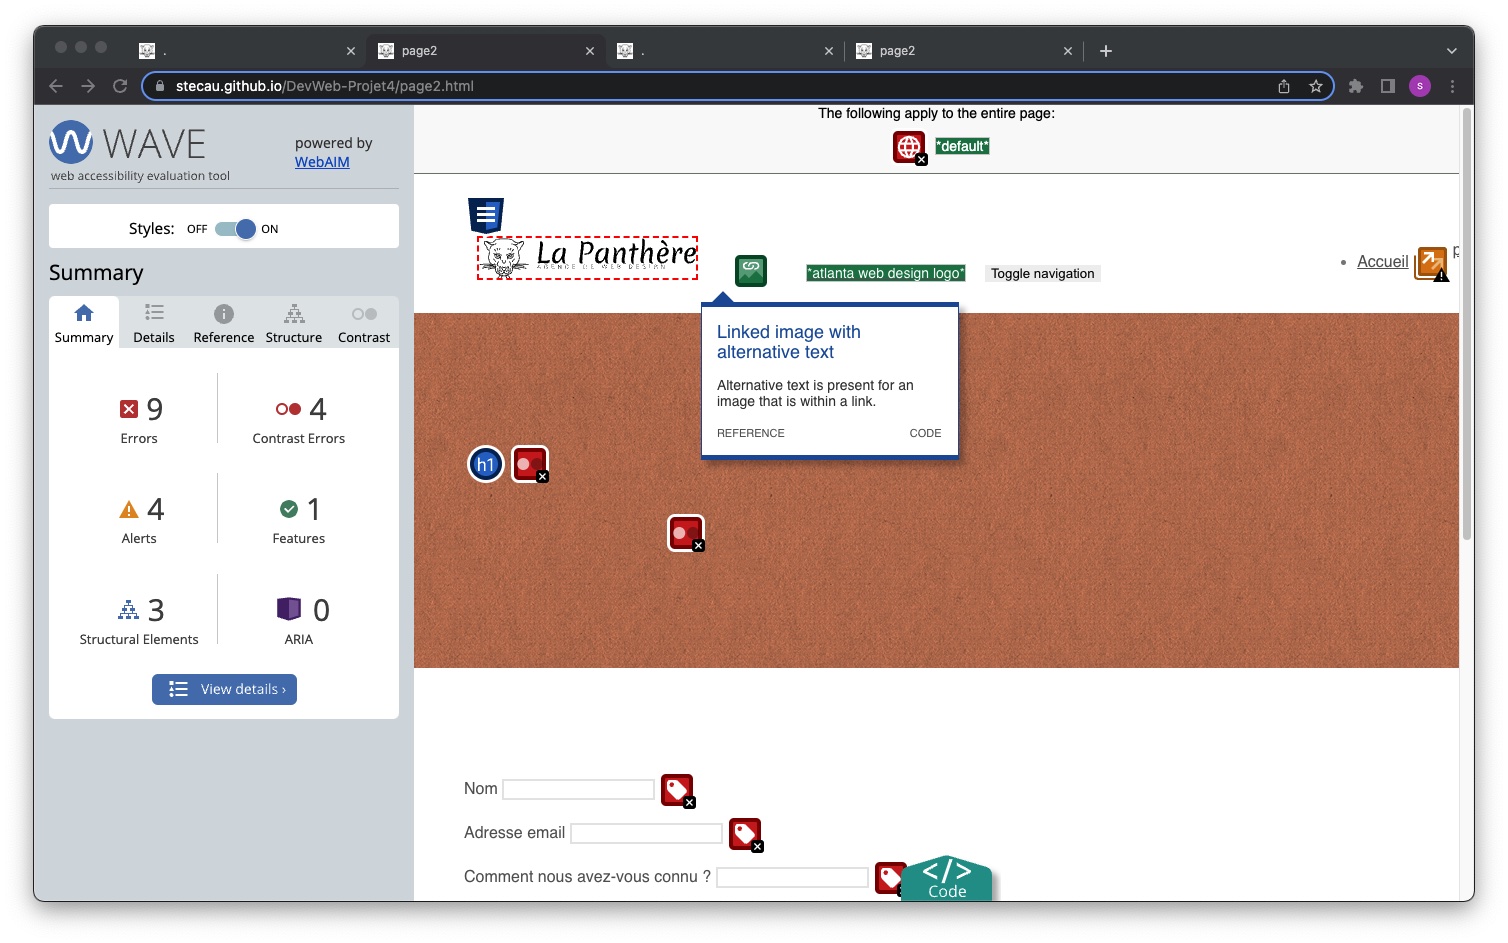 .
page2
.
page2
stecau.github.io/DevWeb-Projet4/page2.html
S
WAVE
web accessibility evaluation tool
powered by
WebAIM
Styles: OFF ON
Summary
Summary Details Reference Structure Contrast
9 4
Errors Contrast Errors
4 1
Alerts Features
3 0
Structural Elements ARIA
View details ›
The following apply to the entire page:
*default*
La Panthère
AGENCE DE WEB DESIGN
*atlanta web design logo* Toggle navigation
• Accueil
Linked image with
alternative text
Alternative text is present for an
image that is within a link.
REFERENCE CODE
h1
Nom
Adresse email
Comment nous avez-vous connu ?
</>
Code